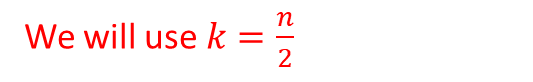 We will use k = n/2